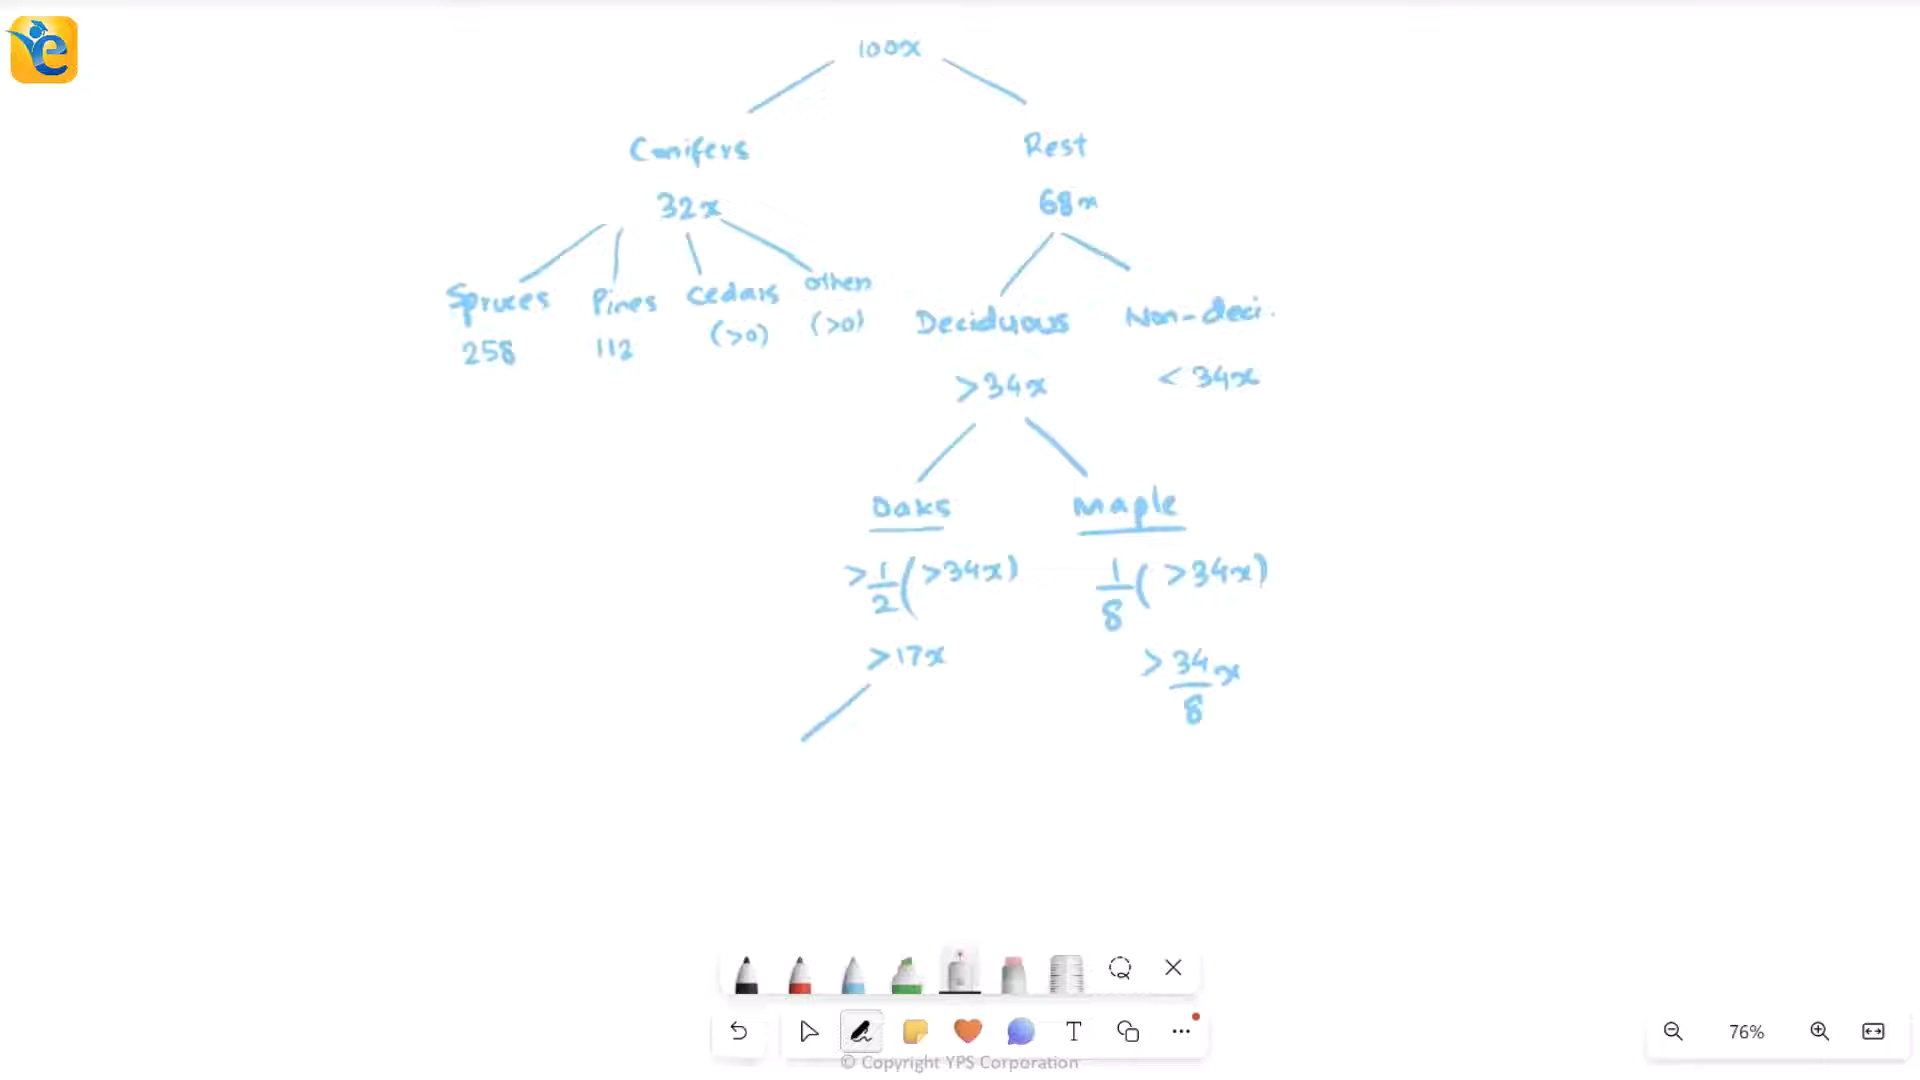 100x
Conifers Rest
32x 68x
Spruces Pines Cedars others Deciduous Non-deci.
258 112 (>0) (>0)
>34x < 34x
Oaks Maple
>1/2(>34x) 1/8(>34x)
>17x >34/8x
76%
© Copyright YPS Corporation